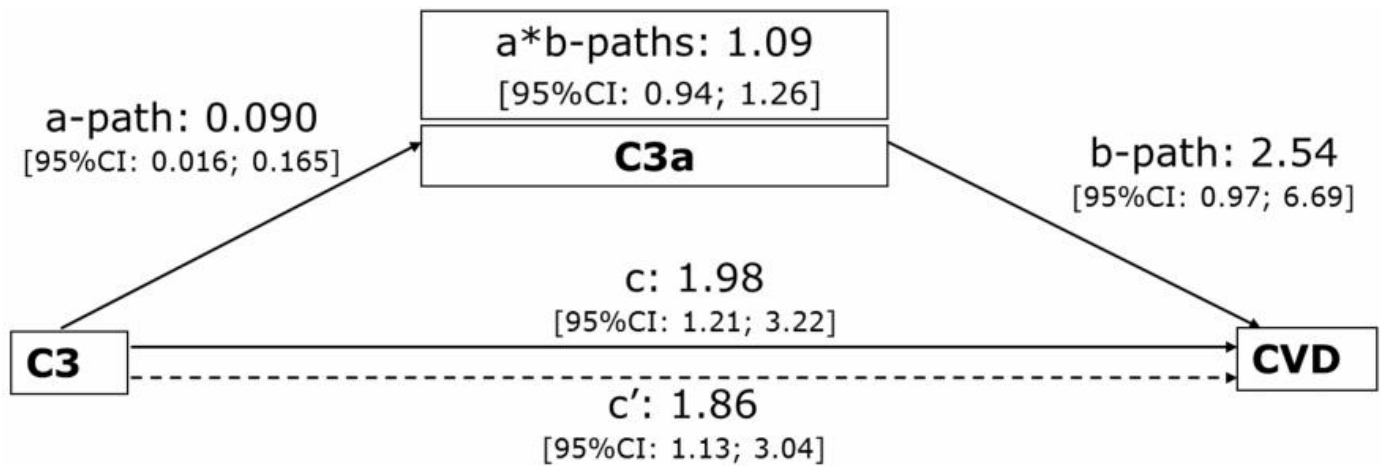 a*b-paths: 1.09
[95%CI: 0.94; 1.26]
a-path: 0.090
[95%CI: 0.016; 0.165]
C3a
b-path: 2.54
[95%CI: 0.97; 6.69]
c: 1.98
[95%CI: 1.21; 3.22]
C3
CVD
c’: 1.86
[95%CI: 1.13; 3.04]